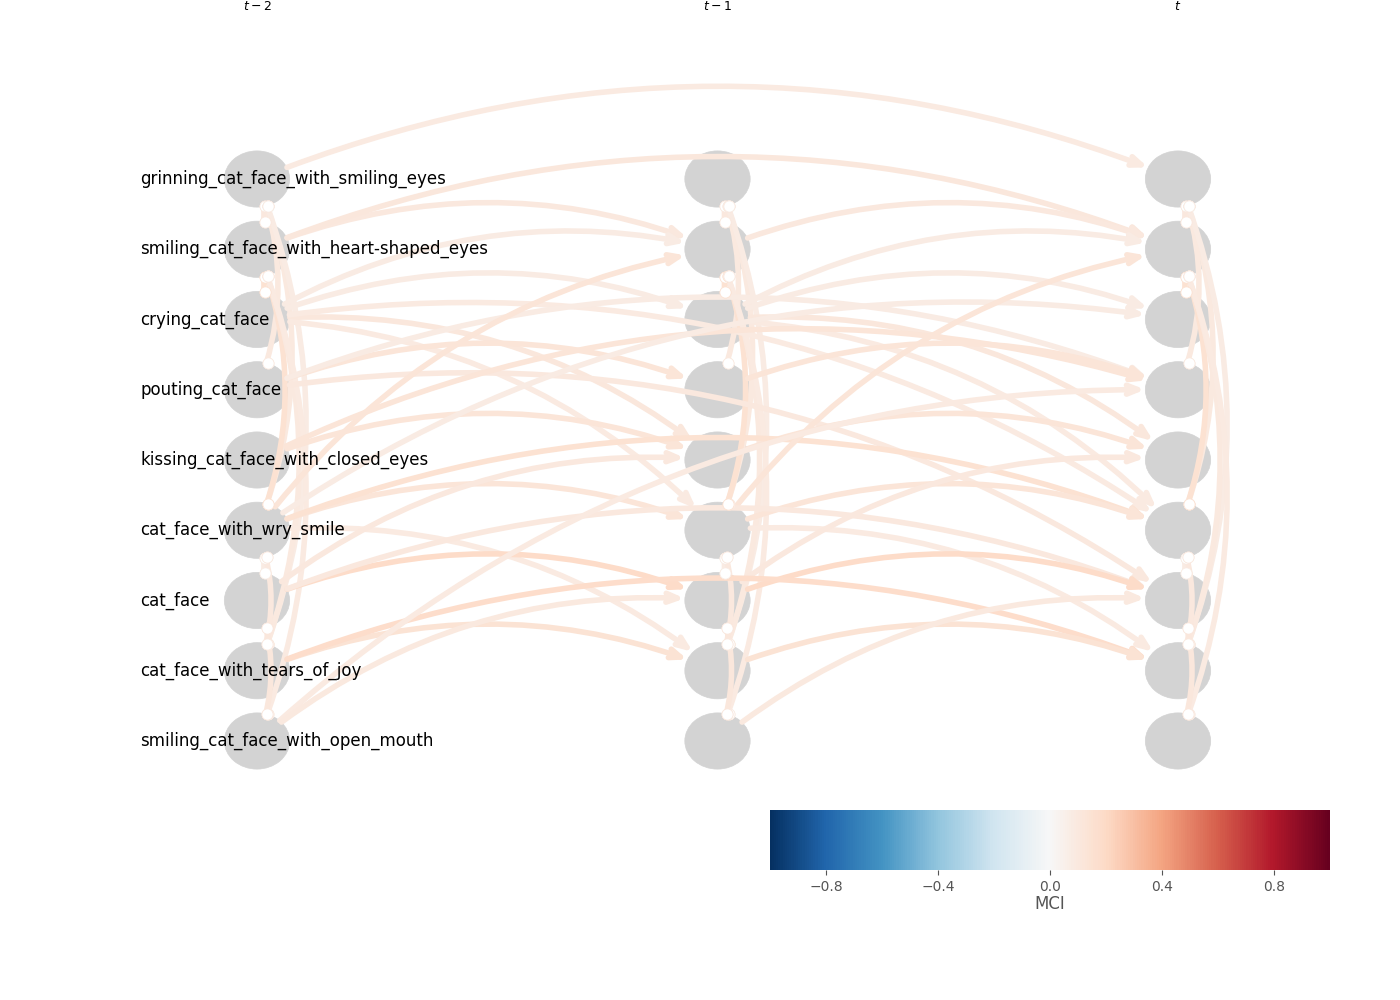 t − 2 t − 1 t
grinning_cat_face_with_smiling_eyes
smiling_cat_face_with_heart-shaped_eyes
crying_cat_face
pouting_cat_face
kissing_cat_face_with_closed_eyes
cat_face_with_wry_smile
cat_face
cat_face_with_tears_of_joy
smiling_cat_face_with_open_mouth
−0.8 −0.4 0.0 0.4 0.8
MCI